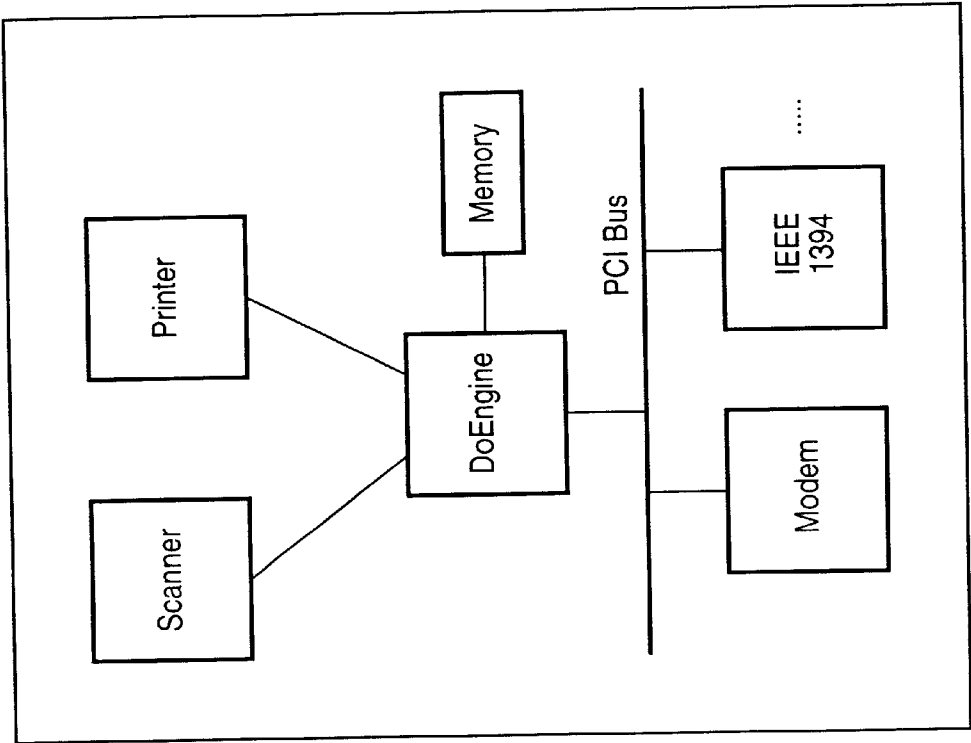 Scanner
Printer
DoEngine
Memory
PCI Bus
Modem
IEEE
1394
.....